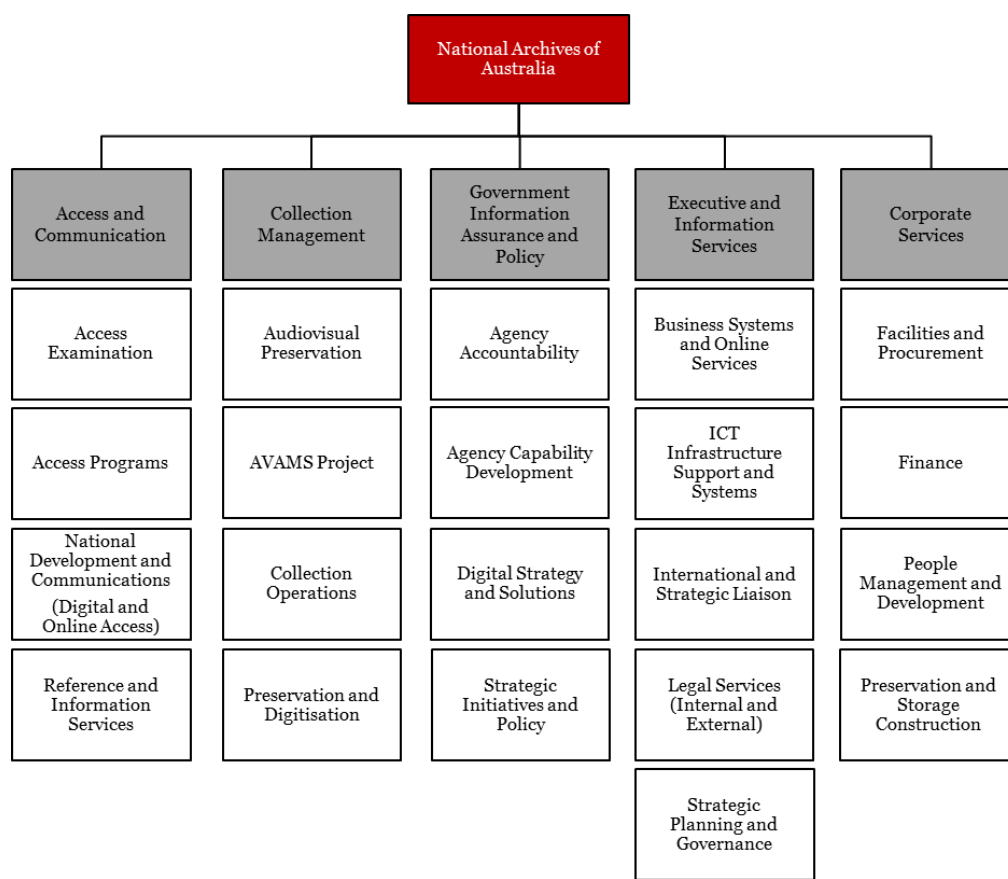 National Archives of
Australia
Access and
Communication
Collection
Management
Government
Information
Assurance and
Policy
Executive and
Information
Services
Corporate
Services
Access
Examination
Audiovisual
Preservation
Agency
Accountability
Business Systems
and Online
Services
Facilities and
Procurement
Access Programs
AVAMS Project
Agency Capability
Development
ICT
Infrastructure
Support and
Systems
Finance
National
Development and
Communications
(Digital and
Online Access)
Collection
Operations
Digital Strategy
and Solutions
International and
Strategic Liaison
People
Management and
Development
Reference and
Information
Services
Preservation and
Digitisation
Strategic
Initiatives and
Policy
Legal Services
(Internal and
External)
Preservation and
Storage
Construction
Strategic
Planning and
Governance